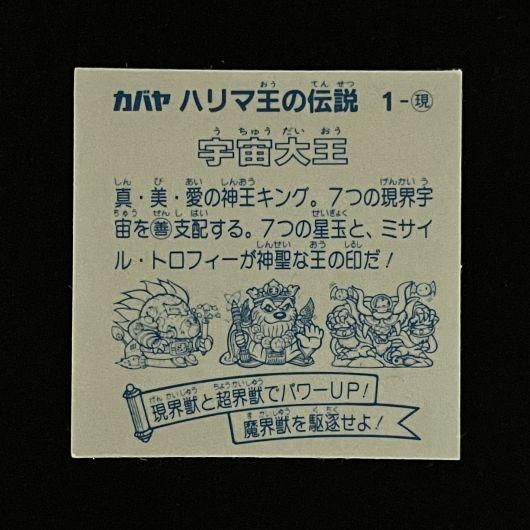 カバヤ ハリマ王の伝説 1-現
宇宙大王
真・美・愛の神王キング。7つの現界宇
宙を善支配する。7つの星玉と、ミサイ
ル・トロフィーが神聖な王の印だ!
現界獣と超界獣でパワーUP!
魔界獣を駆逐せよ!